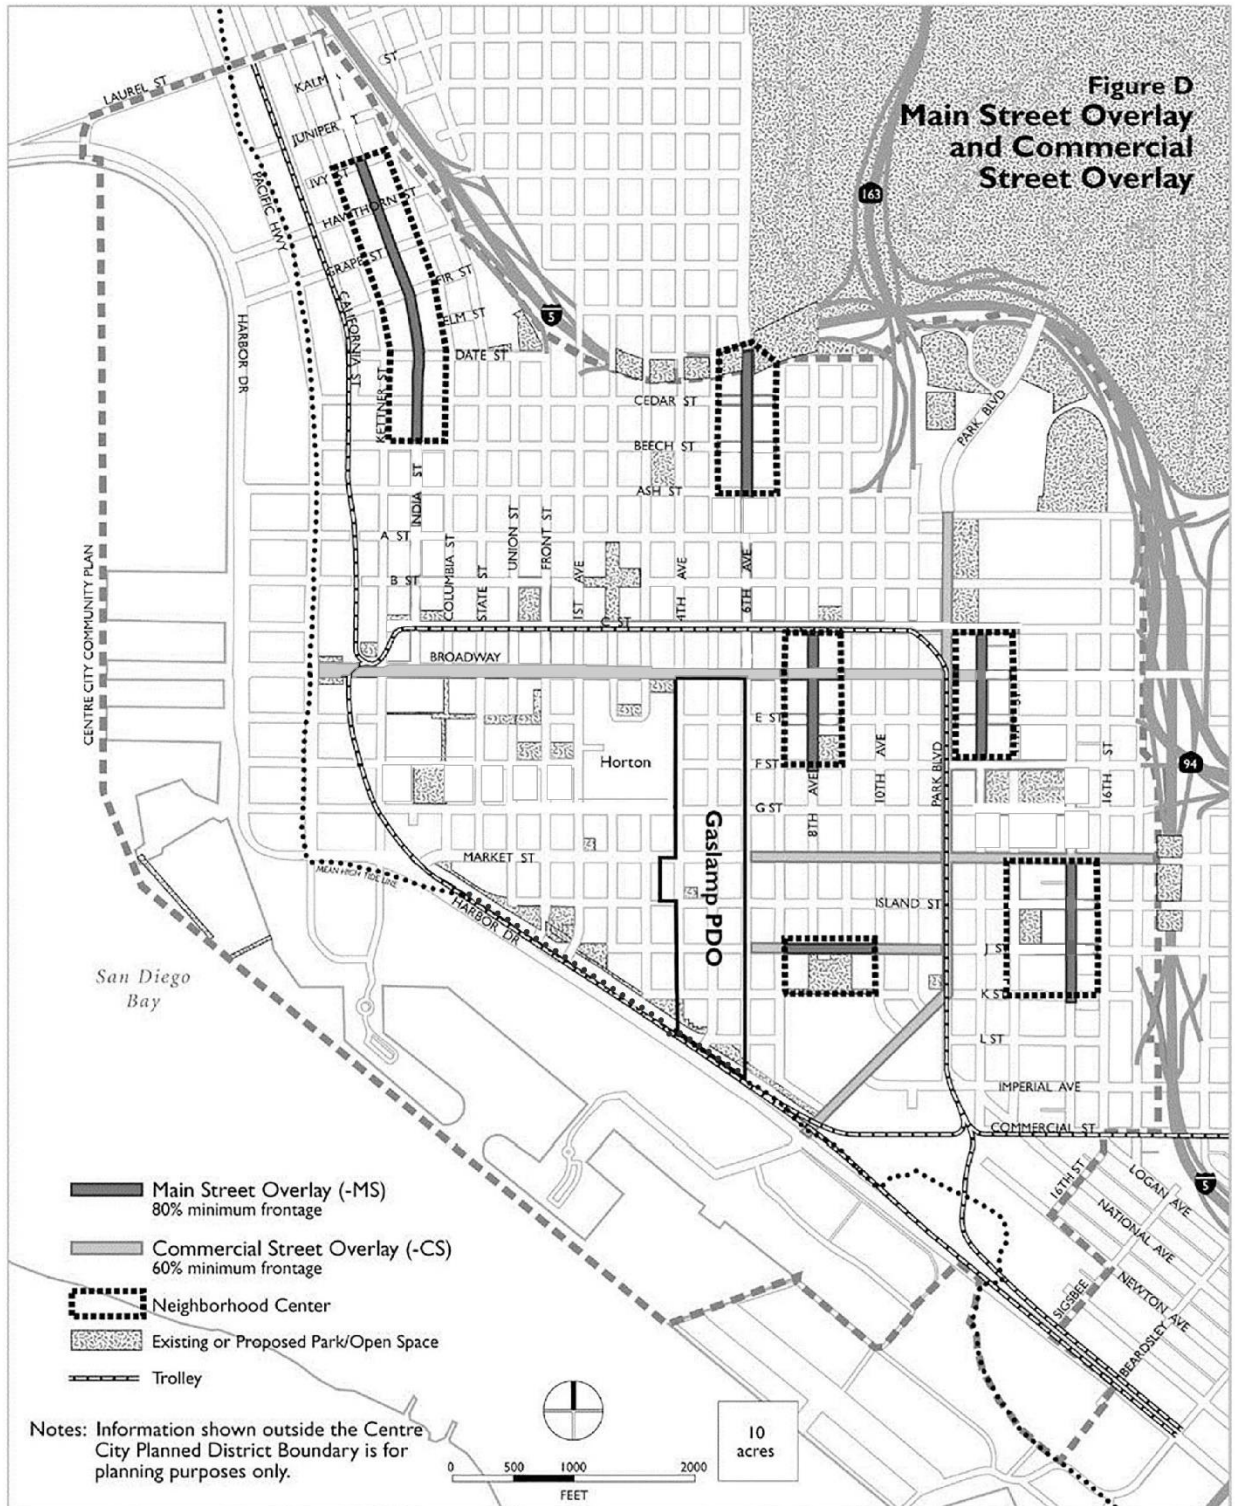 Figure D
Main Street Overlay
and Commercial
Street Overlay
ST
LAUREL ST
KALM
JUNIPER
IVY ST
HAWTHORN ST
GRAPE ST
FIR ST
ELM ST
DATE ST
PACIFIC HWY
CALIFORNIA ST
HARBOR DR
KETTNER ST
163
5
CEDAR ST
BEECH ST
ASH ST
PARK BLVD
INDIA ST
A ST
B ST
COLUMBIA ST
STATE ST
UNION ST
FRONT ST
1ST AVE
4TH AVE
6TH AVE
C ST
CENTRE CITY COMMUNITY PLAN
BROADWAY
E ST
F ST
G ST
8TH AVE
10TH AVE
PARK BLVD
16TH ST
94
Horton
Gaslamp PDO
MARKET ST
MEAN HIGH TIDE LINE
HARBOR DR
ISLAND ST
J ST
K ST
L ST
IMPERIAL AVE
COMMERCIAL ST
San Diego
Bay
16TH ST
LOGAN AVE
NATIONAL AVE
NEWTON AVE
SIGSBEE
BEARDSLEY
5
Main Street Overlay (-MS)
80% minimum frontage
Commercial Street Overlay (-CS)
60% minimum frontage
Neighborhood Center
Existing or Proposed Park/Open Space
Trolley
Notes: Information shown outside the Centre
City Planned District Boundary is for
planning purposes only.
0 500 1000 2000
FEET
10
acres